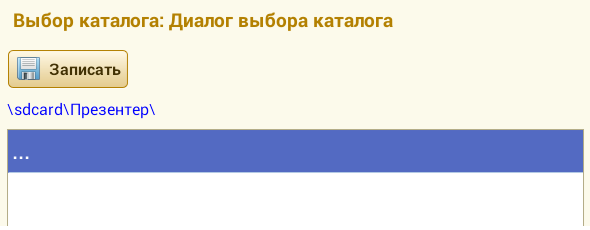 Выбор каталога: Диалог выбора каталога
Записать
\sdcard\Презентер\
...